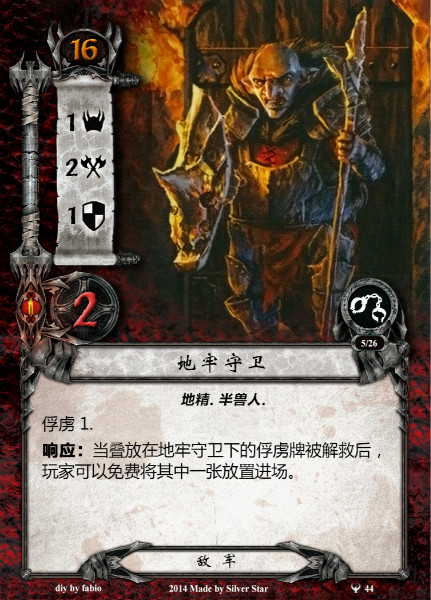 16
1
2
1
2
5/26
地牢守卫
地精. 半兽人.
俘虏 1.
响应：当叠放在地牢守卫下的俘虏牌被解救后，
玩家可以免费将其中一张放置进场。
敌军
diy by fabio
2014 Made by Silver Star
44